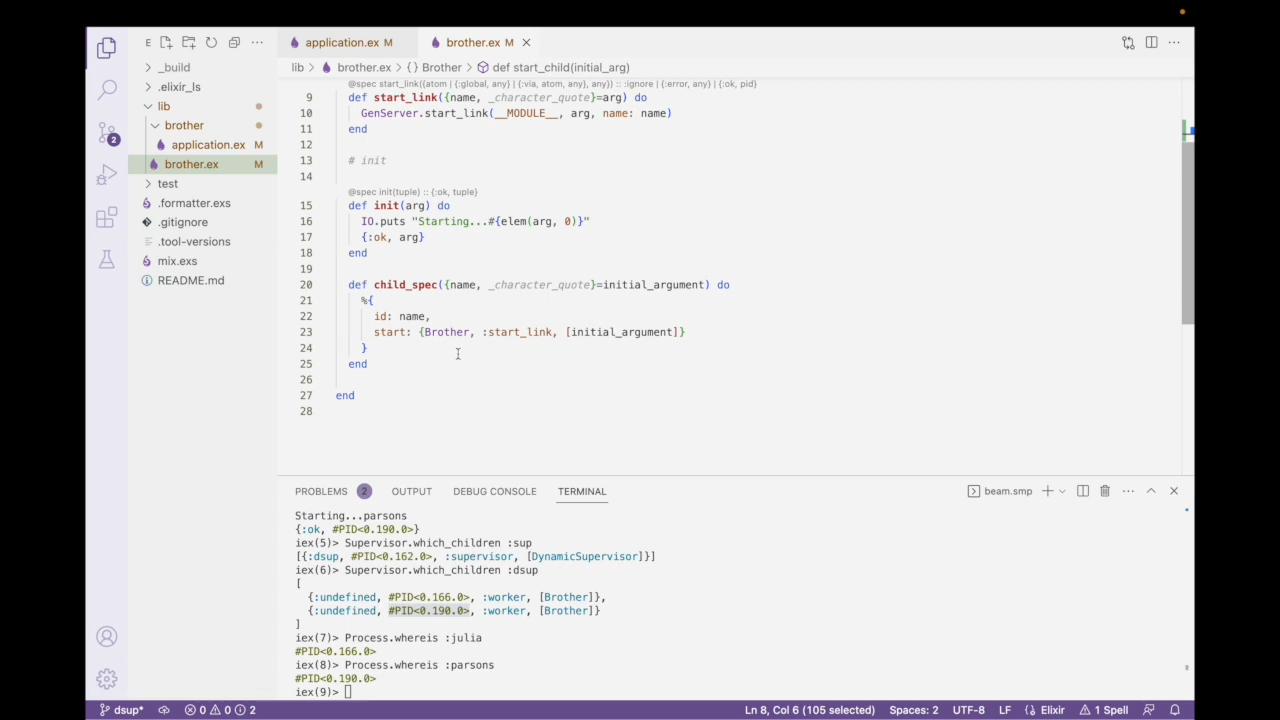 E
application.ex M
brother.ex M
lib > brother.ex > {} Brother > def start_child(initial_arg)
_build
.elixir_ls
lib
brother
application.ex M
brother.ex M
test
.formatter.exs
.gitignore
.tool-versions
mix.exs
README.md
2
@spec start_link({atom | {:global, any} | {:via, atom, any}, any}) :: :ignore | {:error, any} | {:ok, pid}
9 def start_link({name, _character_quote}=arg) do
10 GenServer.start_link(__MODULE__, arg, name: name)
11 end
12
13 # init
14
@spec init(tuple) :: {:ok, tuple}
15 def init(arg) do
16 IO.puts "Starting...#{elem(arg, 0)}"
17 {:ok, arg}
18 end
19
20 def child_spec({name, _character_quote}=initial_argument) do
21 %{
22 id: name,
23 start: {Brother, :start_link, [initial_argument]}
24 }
25 end
26
27 end
28
PROBLEMS 2 OUTPUT DEBUG CONSOLE TERMINAL
beam.smp
Starting...parsons
{:ok, #PID<0.190.0>}
iex(5)> Supervisor.which_children :sup
[{:dsup, #PID<0.162.0>, :supervisor, [DynamicSupervisor]}]
iex(6)> Supervisor.which_children :dsup
[
{:undefined, #PID<0.166.0>, :worker, [Brother]},
{:undefined, #PID<0.190.0>, :worker, [Brother]}
]
iex(7)> Process.whereis :julia
#PID<0.166.0>
iex(8)> Process.whereis :parsons
#PID<0.190.0>
iex(9)>
dsup* 0 0 2 Ln 8, Col 6 (105 selected) Spaces: 2 UTF-8 LF Elixir 1 Spell